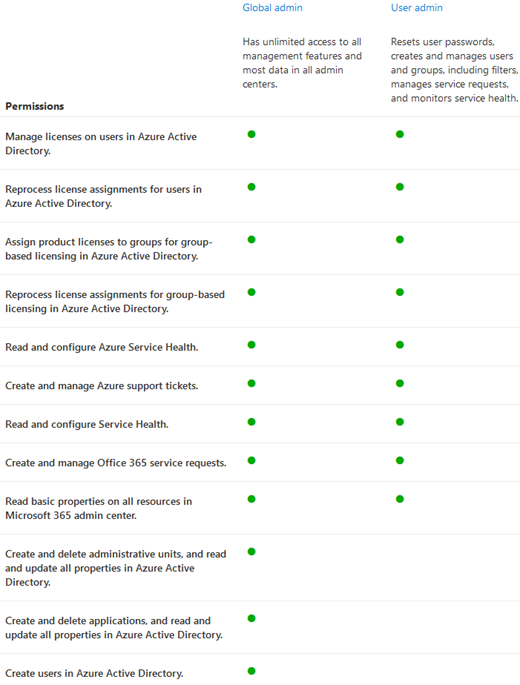 Global admin
User admin
Has unlimited access to all
management features and
most data in all admin
centers.
Resets user passwords,
creates and manages users
and groups, including filters,
manages service requests,
and monitors service health.
Permissions
Manage licenses on users in Azure Active
Directory.
Reprocess license assignments for users in
Azure Active Directory.
Assign product licenses to groups for group-
based licensing in Azure Active Directory.
Reprocess license assignments for group-based
licensing in Azure Active Directory.
Read and configure Azure Service Health.
Create and manage Azure support tickets.
Read and configure Service Health.
Create and manage Office 365 service requests.
Read basic properties on all resources in
Microsoft 365 admin center.
Create and delete administrative units, and read
and update all properties in Azure Active
Directory.
Create and delete applications, and read and
update all properties in Azure Active Directory.
Create users in Azure Active Directory.